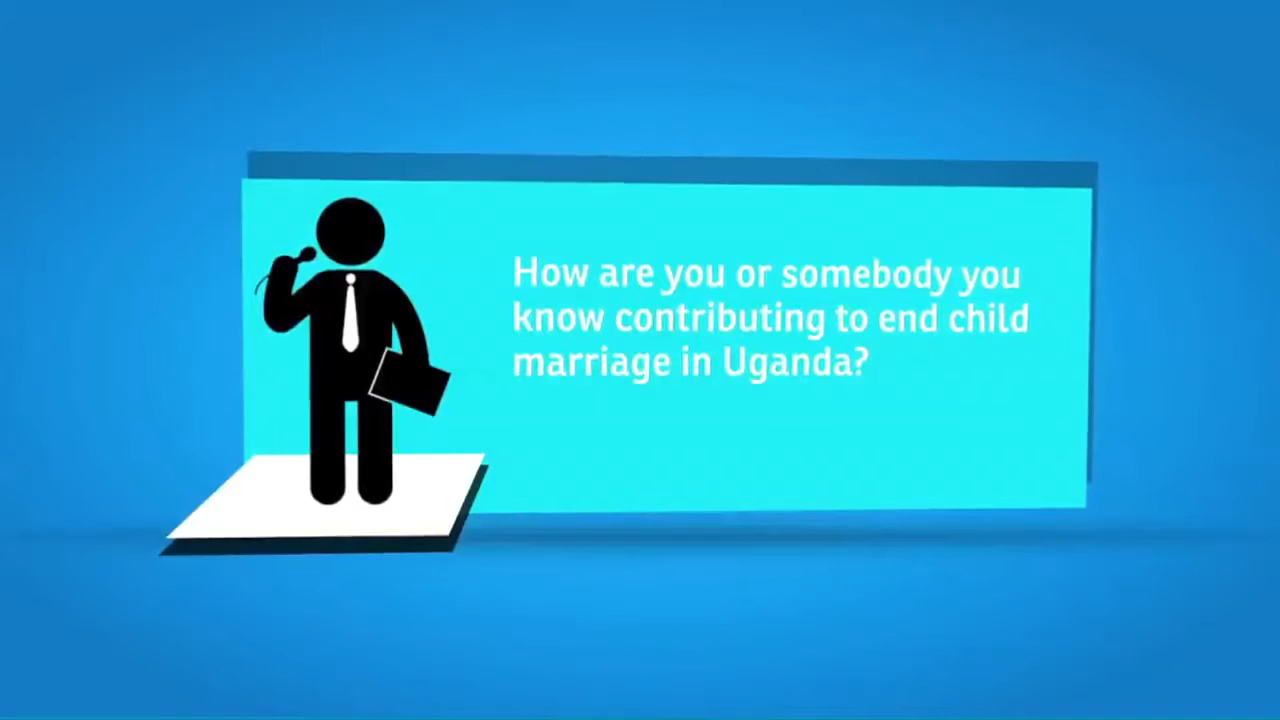 How are you or somebody you
know contributing to end child
marriage in Uganda?